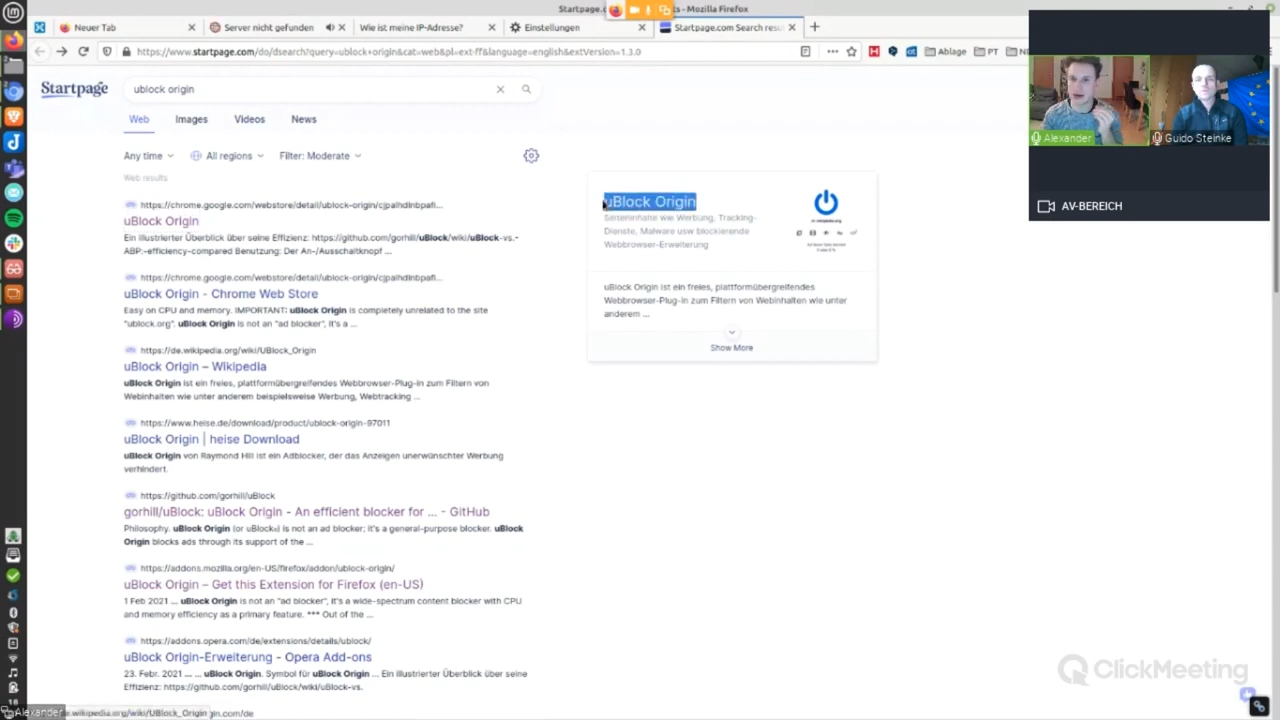 Startpage.c
ts - Mozilla Firefox
Neuer Tab
Server nicht gefunden
Wie ist meine IP-Adresse?
Einstellungen
Startpage.com Search resu
https://www.startpage.com/do/dsearch?query=ublock+origin&cat=web&pl=ext-ff&language=english&extVersion=1.3.0
Ablage
PT
Startpage
ublock origin
Web
Images
Videos
News
Any time
All regions
Filter: Moderate
Web results
https://chrome.google.com/webstore/detail/ublock-origin/cjpalhdlnbpafi...
uBlock Origin
Ein illustrierter Überblick über seine Effizienz: https://github.com/gorhill/uBlock/wiki/uBlock-vs.-
ABP:-efficiency-compared Benutzung: Der An-/Ausschaltknopf ...
https://chrome.google.com/webstore/detail/ublock-origin/cjpalhdlnbpafi...
uBlock Origin - Chrome Web Store
Easy on CPU and memory. IMPORTANT: uBlock Origin is completely unrelated to the site
"ublock.org". uBlock Origin is not an "ad blocker", it's a ...
https://de.wikipedia.org/wiki/UBlock_Origin
uBlock Origin – Wikipedia
uBlock Origin ist ein freies, plattformübergreifendes Webbrowser-Plug-in zum Filtern von
Webinhalten wie unter anderem beispielsweise Werbung, Webtracking ...
https://www.heise.de/download/product/ublock-origin-97011
uBlock Origin | heise Download
uBlock Origin von Raymond Hill ist ein Adblocker, der das Anzeigen unerwünschter Werbung
verhindert.
https://github.com/gorhill/uBlock
gorhill/uBlock: uBlock Origin - An efficient blocker for ... - GitHub
Philosophy. uBlock Origin (or uBlock₀) is not an ad blocker; it's a general-purpose blocker. uBlock
Origin blocks ads through its support of the ...
https://addons.mozilla.org/en-US/firefox/addon/ublock-origin/
uBlock Origin – Get this Extension for Firefox (en-US)
1 Feb 2021 ... uBlock Origin is not an "ad blocker", it's a wide-spectrum content blocker with CPU
and memory efficiency as a primary feature. *** Out of the ...
https://addons.opera.com/de/extensions/details/ublock/
uBlock Origin-Erweiterung - Opera Add-ons
23. Febr. 2021 ... ... uBlock Origin. Symbol für uBlock Origin ... Ein illustrierter Überblick über seine
Effizienz: https://github.com/gorhill/uBlock/wiki/uBlock-vs.
uBlock Origin
Seiteninhalte wie Werbung, Tracking-
Dienste, Malware usw blockierende
Webbrowser-Erweiterung
uBlock Origin ist ein freies, plattformübergreifendes
Webbrowser-Plug-in zum Filtern von Webinhalten wie unter
anderem ...
Show More
Alexander
Guido Steinke
AV-BEREICH
ClickMeeting
Alexander
de.wikipedia.org/wiki/UBlock_Origin